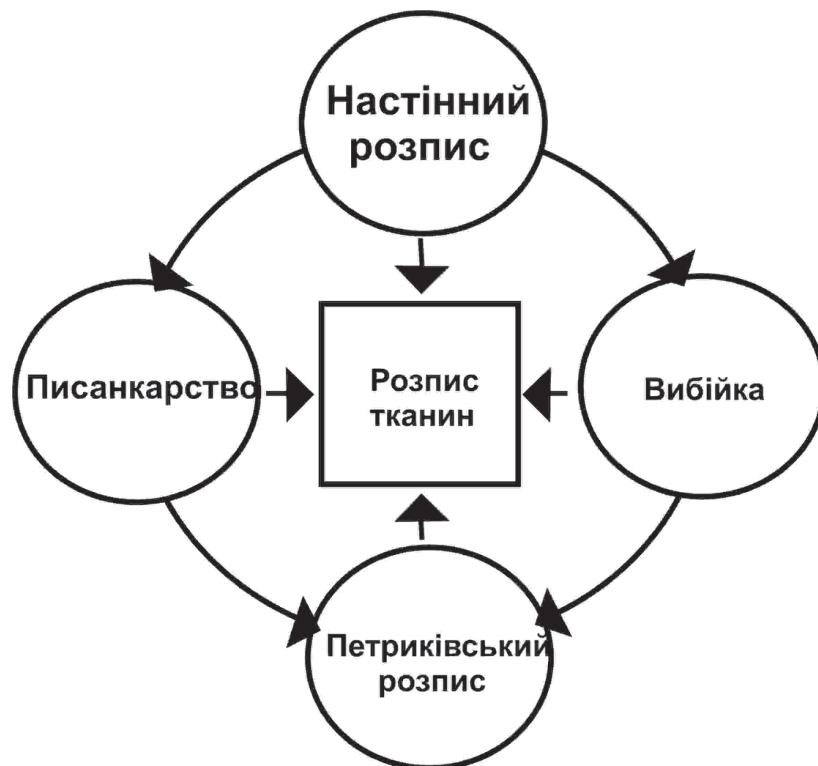 Настінний
розпис
Писанкарство
Розпис
тканин
Вибійка
Петриківський
розпис